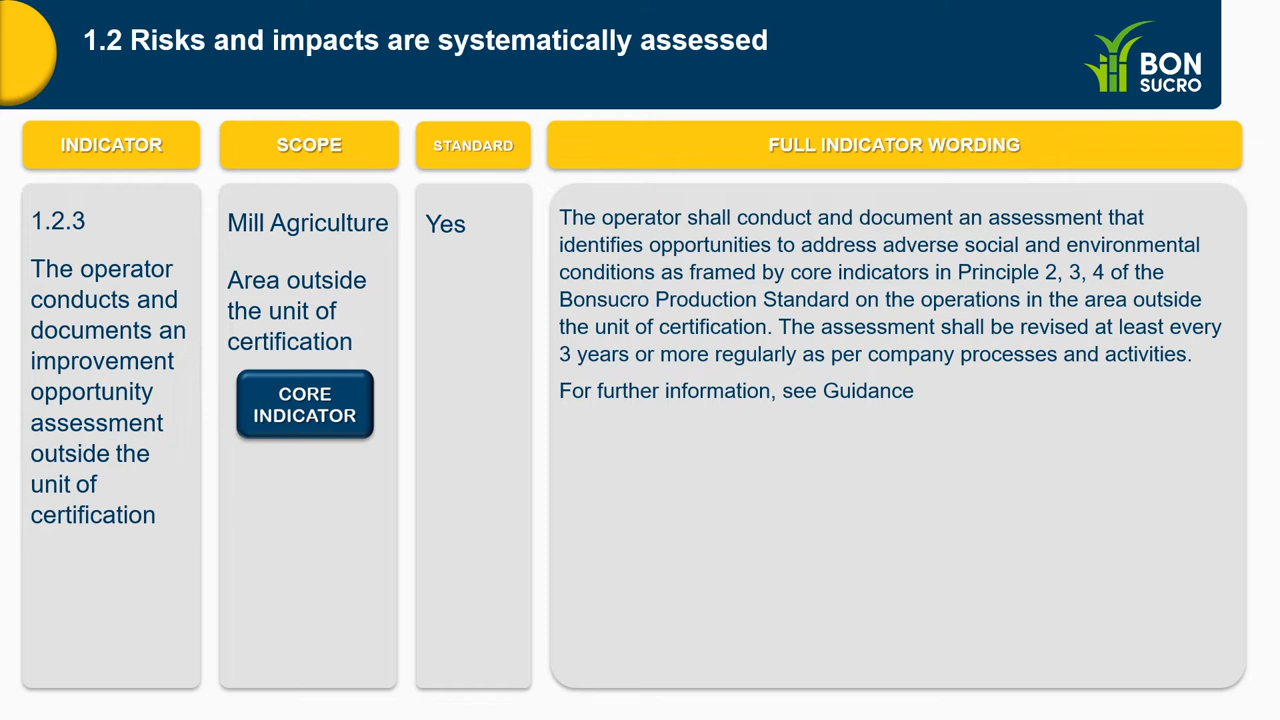 1.2 Risks and impacts are systematically assessed
BON
SUCRO
INDICATOR
SCOPE
STANDARD
FULL INDICATOR WORDING
1.2.3
The operator
conducts and
documents an
improvement
opportunity
assessment
outside the
unit of
certification
Mill Agriculture
Area outside
the unit of
certification
CORE
INDICATOR
Yes
The operator shall conduct and document an assessment that
identifies opportunities to address adverse social and environmental
conditions as framed by core indicators in Principle 2, 3, 4 of the
Bonsucro Production Standard on the operations in the area outside
the unit of certification. The assessment shall be revised at least every
3 years or more regularly as per company processes and activities.
For further information, see Guidance